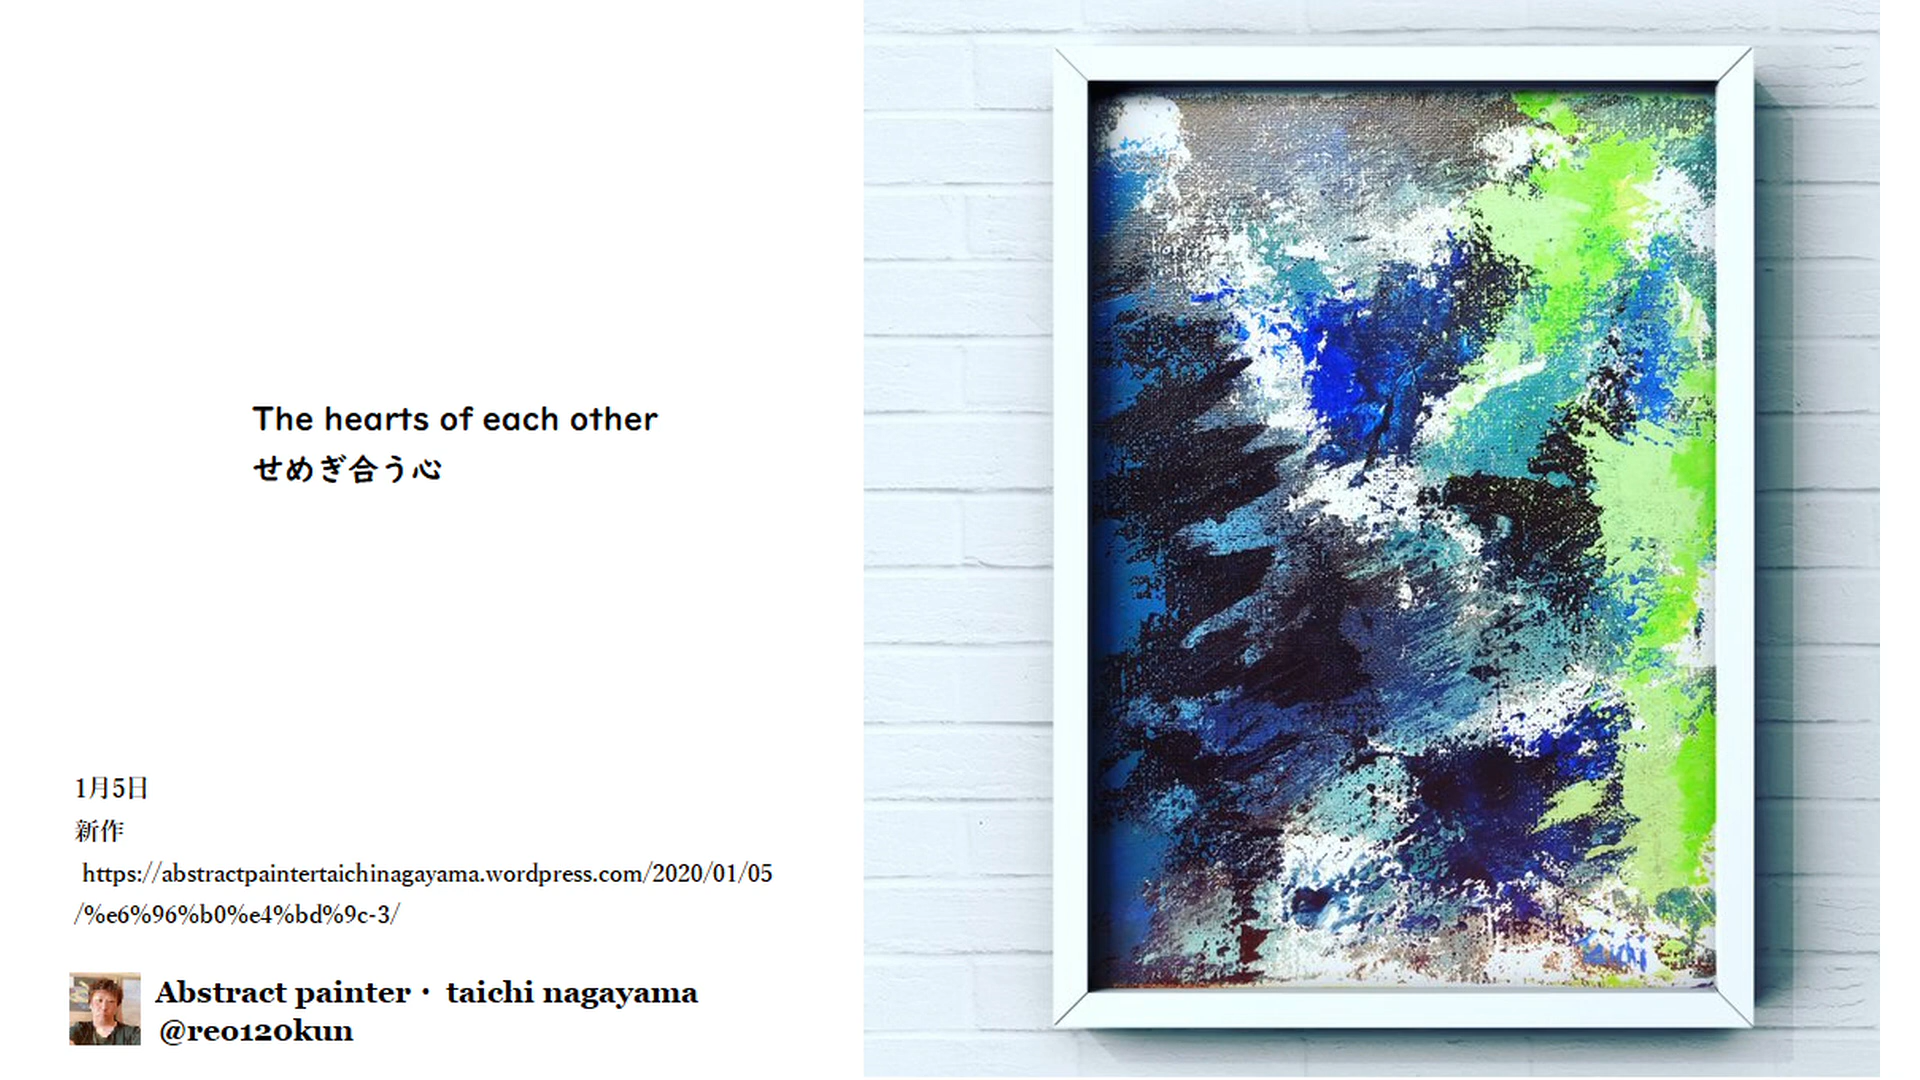 The hearts of each other
せめぎ合う心
1月5日
新作
https://abstractpaintertaichinagayama.wordpress.com/2020/01/05
/%e6%96%b0%e4%bd%9c-3/
Abstract painter・ taichi nagayama
@reo120kun
Taichi